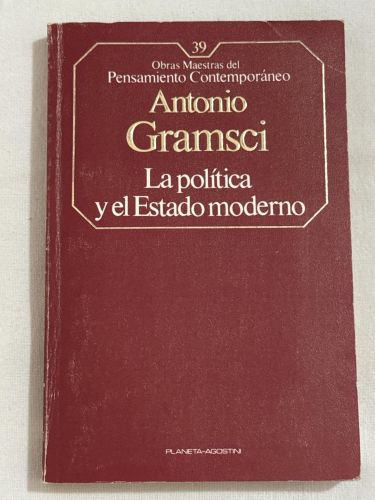 39
Obras Maestras del
Pensamiento Contemporáneo
Antonio
Gramsci
La política
y el Estado moderno
PLANETA-AGOSTINI